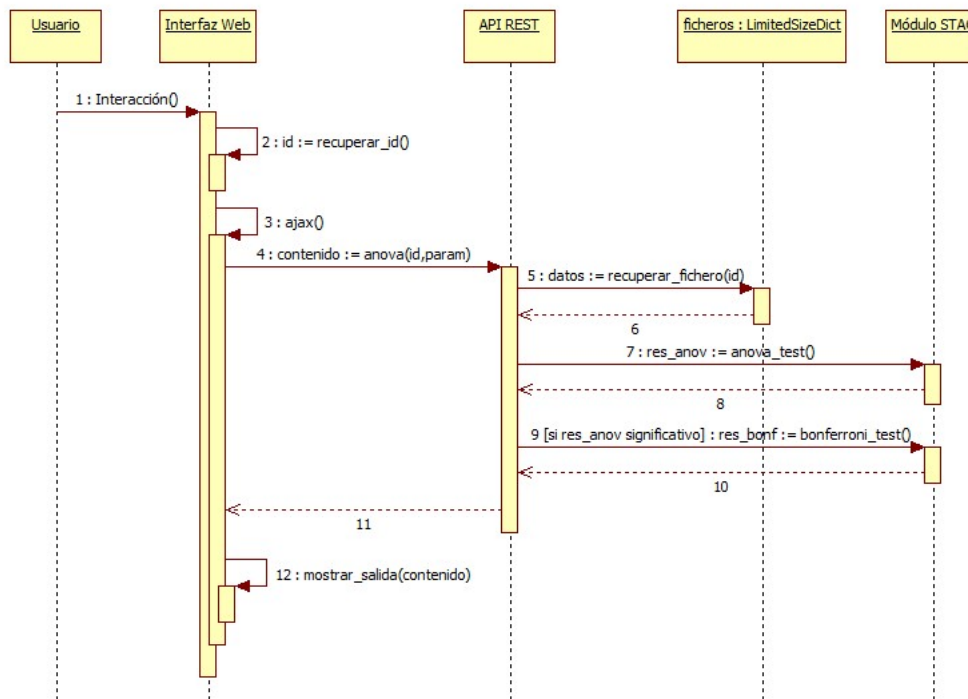 Usuario
Interfaz Web
API REST
ficheros : LimitedSizeDict
Módulo STAC
1 : Interacción()
2 : id := recuperar_id()
3 : ajax()
4 : contenido := anova(id,param)
5 : datos := recuperar_fichero(id)
6
7 : res_anov := anova_test()
8
9 [si res_anov significativo] : res_bonf := bonferroni_test()
10
11
12 : mostrar_salida(contenido)